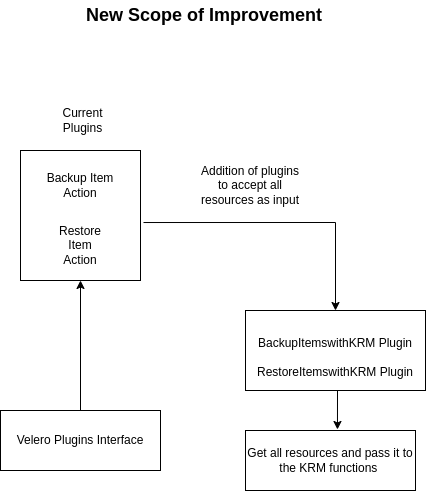 New Scope of Improvement
Current
Plugins
Backup Item
Action
Restore
Item
Action
Addition of plugins
to accept all
resources as input
BackupItemswithKRM Plugin
RestoreItemswithKRM Plugin
Velero Plugins Interface
Get all resources and pass it to
the KRM functions